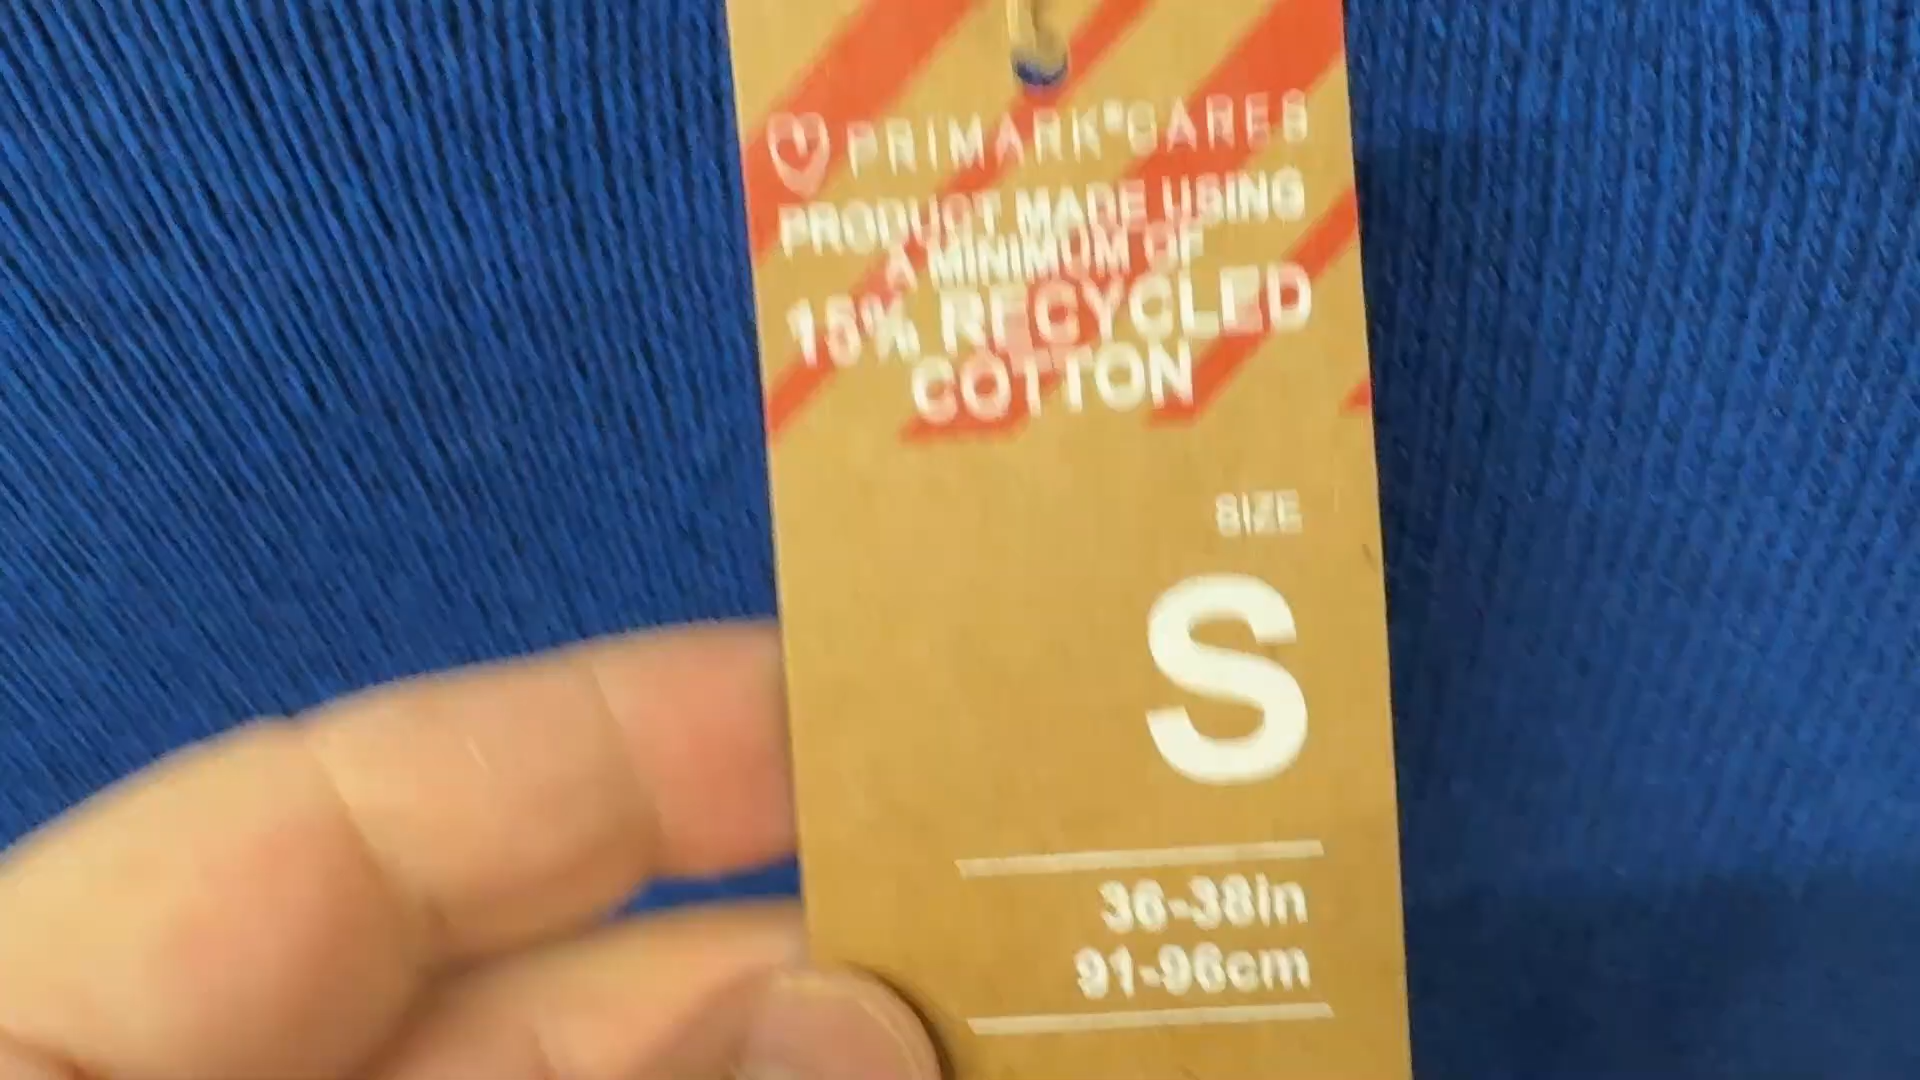 PRIMARK®CARES
PRODUCT MADE USING
A MINIMUM OF
15% RECYCLED
COTTON
SIZE
S
36-38in
91-96cm